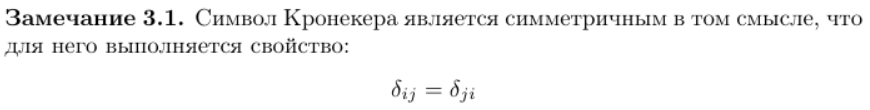 Замечание 3.1. Символ Кронекера является симметричным в том смысле, что
для него выполняется свойство:
δij = δji